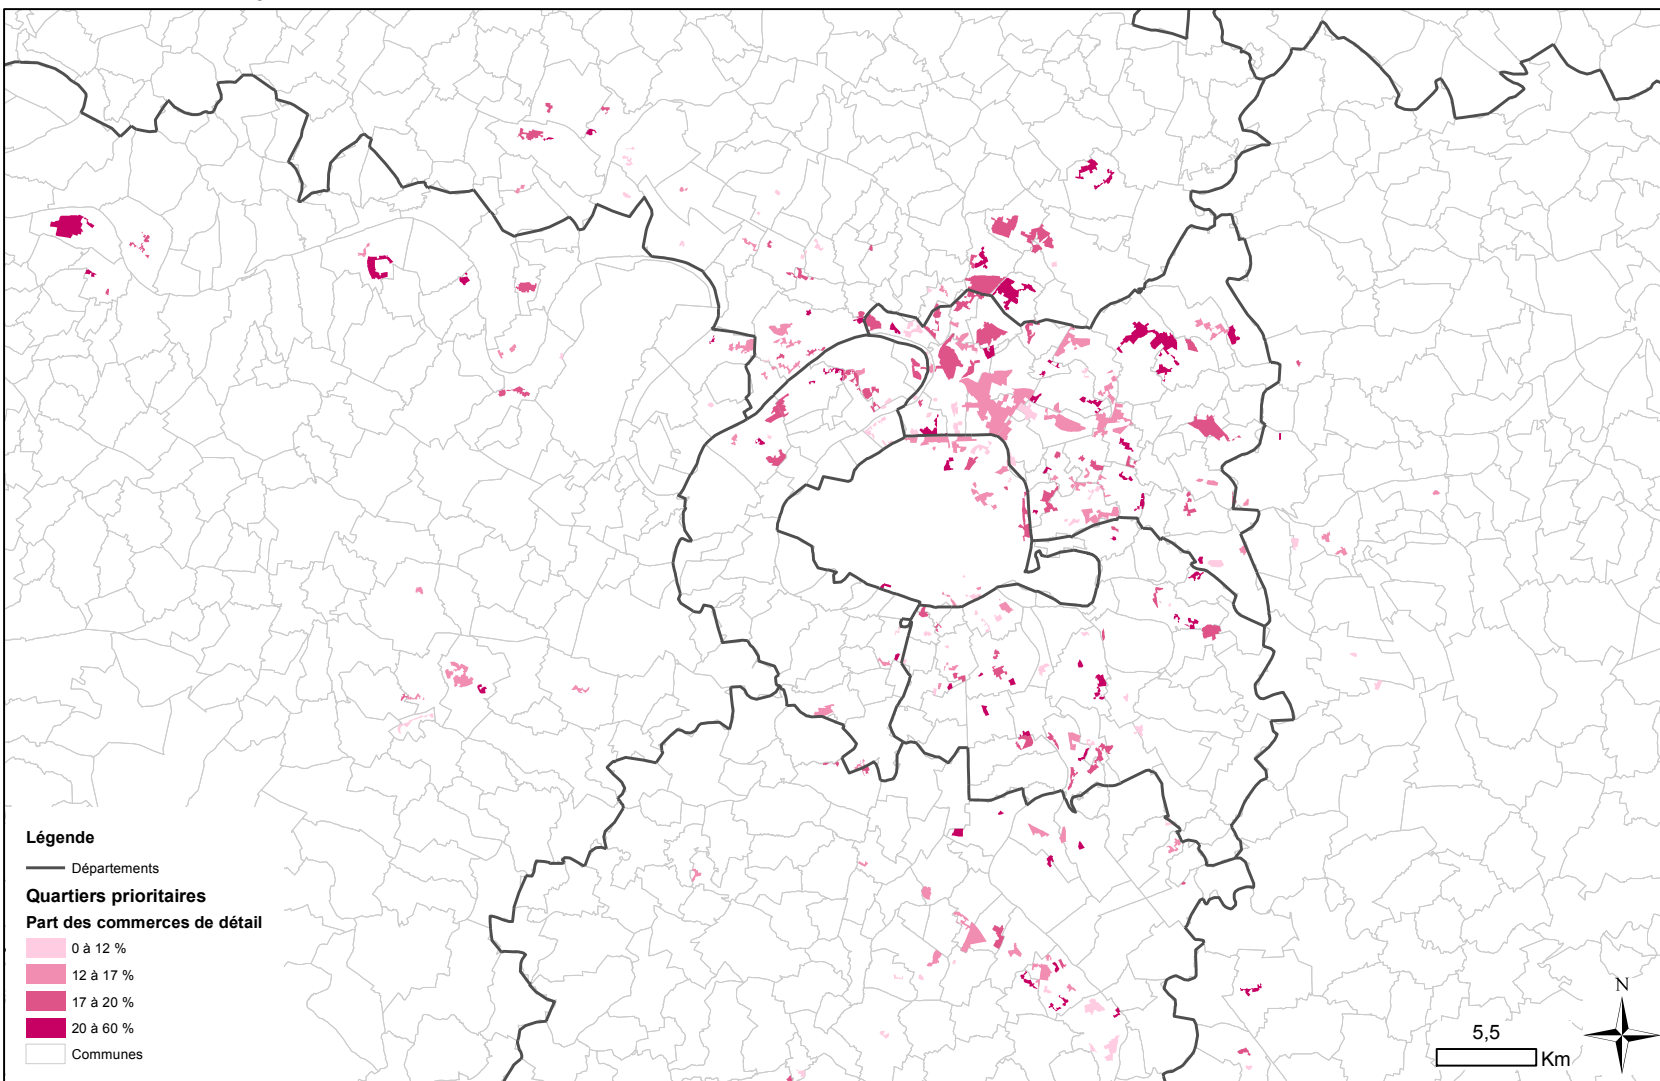 Légende
Départements
Quartiers prioritaires
Part des commerces de détail
0 à 12 %
12 à 17 %
17 à 20 %
20 à 60 %
Communes
N
5,5
Km